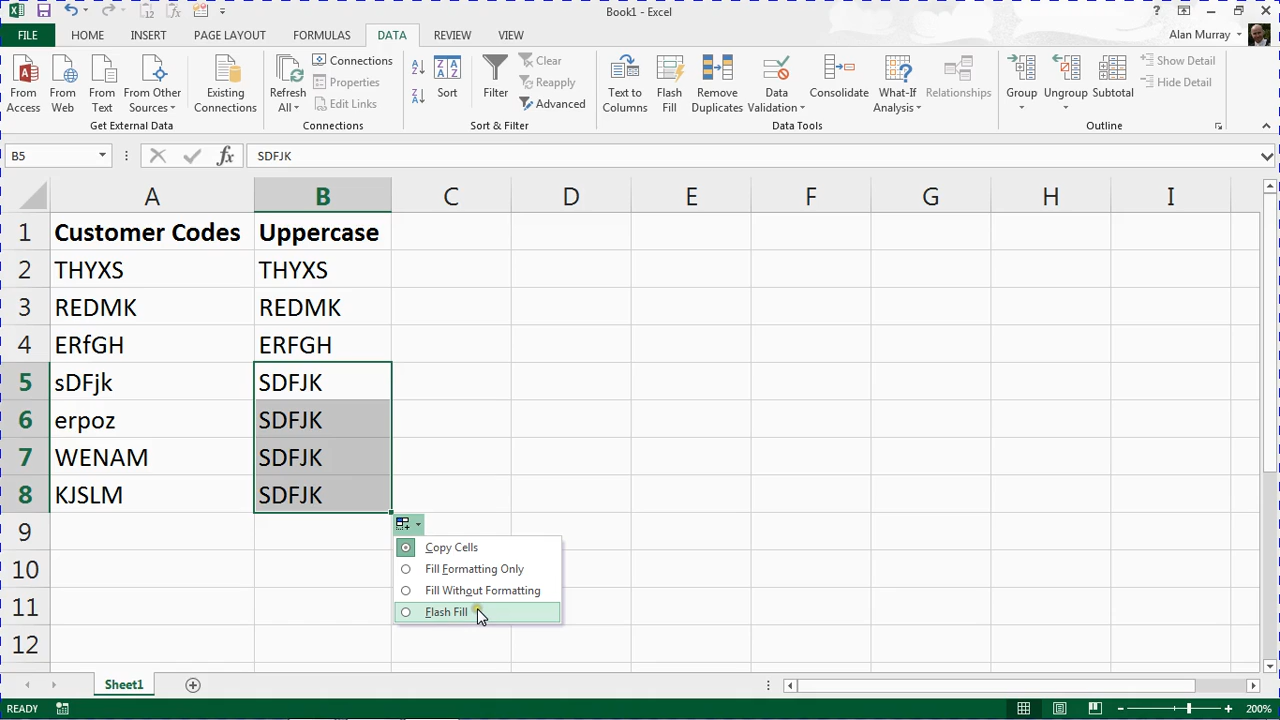 Book1 - Excel
FILE HOME INSERT PAGE LAYOUT FORMULAS DATA REVIEW VIEW Alan Murray
From Access From Web From Text From Other Sources Existing Connections Refresh All Connections Properties Edit Links Sort Filter Clear Reapply Advanced Text to Columns Flash Fill Remove Duplicates Data Validation Consolidate What-If Analysis Relationships Group Ungroup Subtotal Show Detail Hide Detail
Get External Data Connections Sort & Filter Data Tools Outline
B5 fx SDFJK
A B C D E F G H I
1 Customer Codes Uppercase
2 THYXS THYXS
3 REDMK REDMK
4 ERfGH ERFGH
5 sDFjk SDFJK
6 erpoz SDFJK
7 WENAM SDFJK
8 KJSLM SDFJK
9
10
11
12
Copy Cells
Fill Formatting Only
Fill Without Formatting
Flash Fill
Sheet1
READY 200%